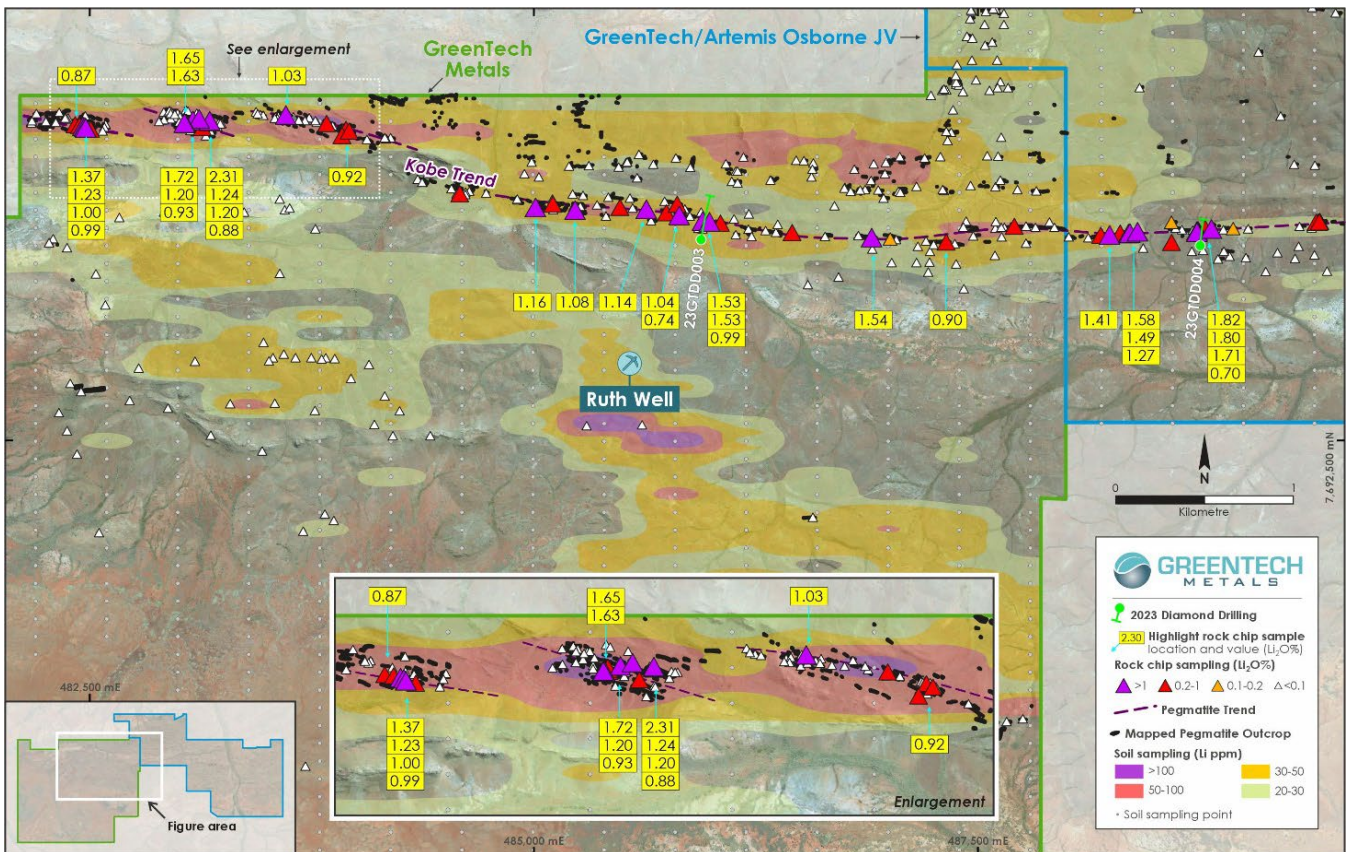 See enlargement
GreenTech
Metals
GreenTech/Artemis Osborne JV
0.87
1.65
1.63
1.03
1.37
1.23
1.00
0.99
1.72
1.20
0.93
2.31
1.24
1.20
0.88
0.92
Kobe Trend
1.16
1.08
1.14
1.04
0.74
23GTDD003
1.53
1.53
0.99
1.54
0.90
1.41
1.58
1.49
1.27
23GTDD004
1.82
1.80
1.71
0.70
Ruth Well
N
0
1
Kilometre
7,692,500 mN
0.87
1.65
1.63
1.03
1.37
1.23
1.00
0.99
1.72
1.20
0.93
2.31
1.24
1.20
0.88
0.92
Enlargement
482,500 mE
485,000 mE
487,500 mE
Figure area
GREENTECH
METALS
2023 Diamond Drilling
2.30 Highlight rock chip sample
location and value (Li₂O%)
Rock chip sampling (Li₂O%)
>1 0.2-1 0.1-0.2 <0.1
Pegmatite Trend
Mapped Pegmatite Outcrop
Soil sampling (Li ppm)
>100 30-50
50-100 20-30
Soil sampling point